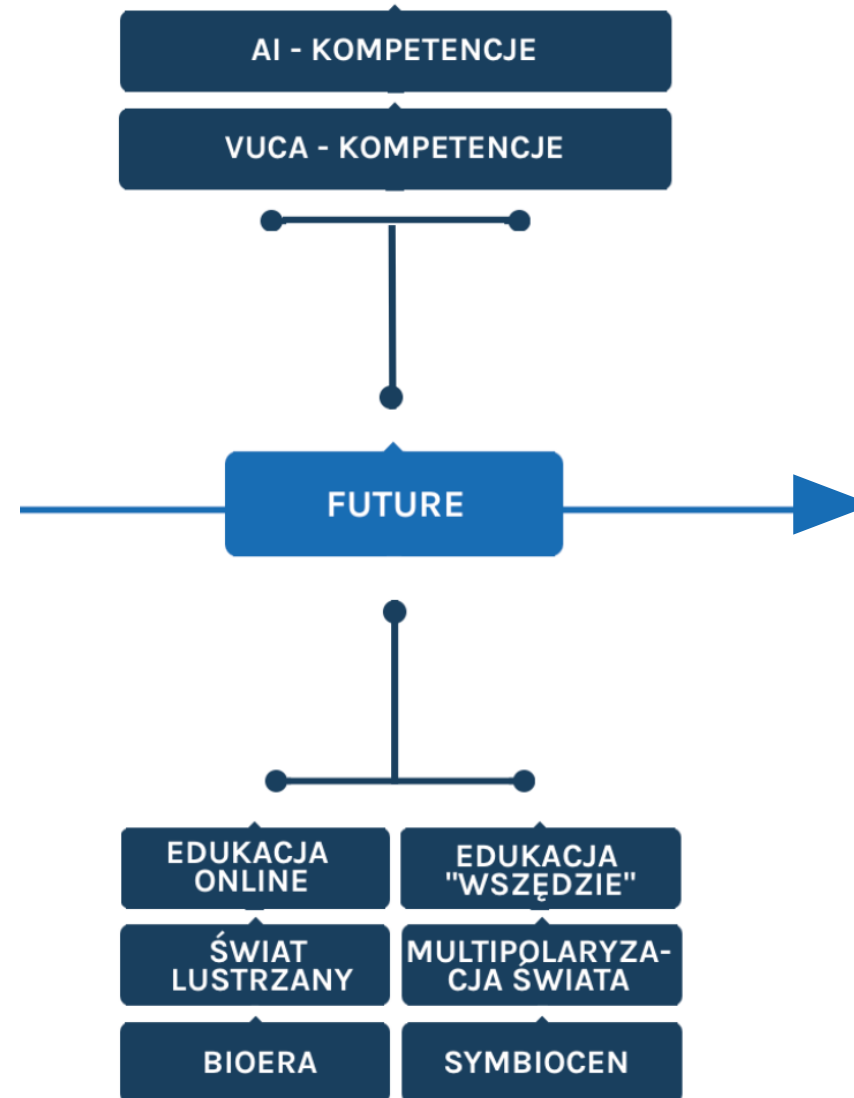 AI - KOMPETENCJE
VUCA - KOMPETENCJE
FUTURE
EDUKACJA
ONLINE
EDUKACJA
"WSZĘDZIE"
ŚWIAT
LUSTRZANY
MULTIPOLARYZA-
CJA ŚWIATA
BIOERA
SYMBIOCEN